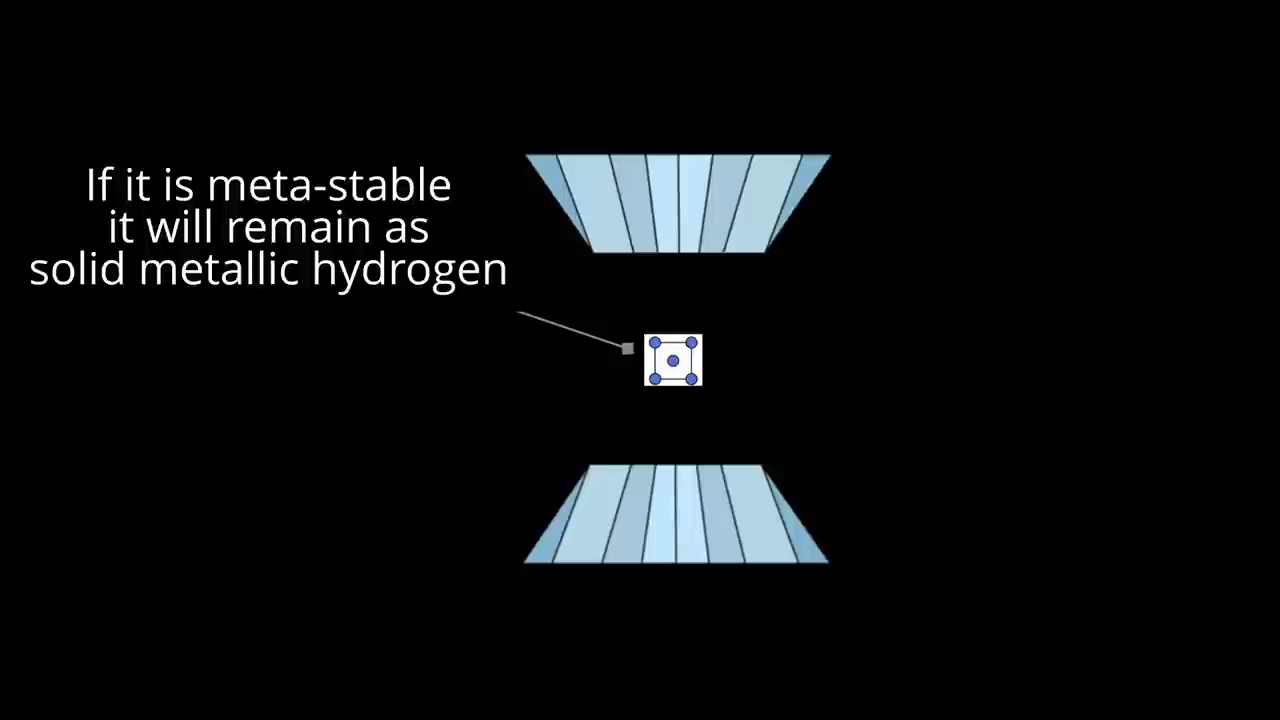 If it is meta-stable
it will remain as
solid metallic hydrogen